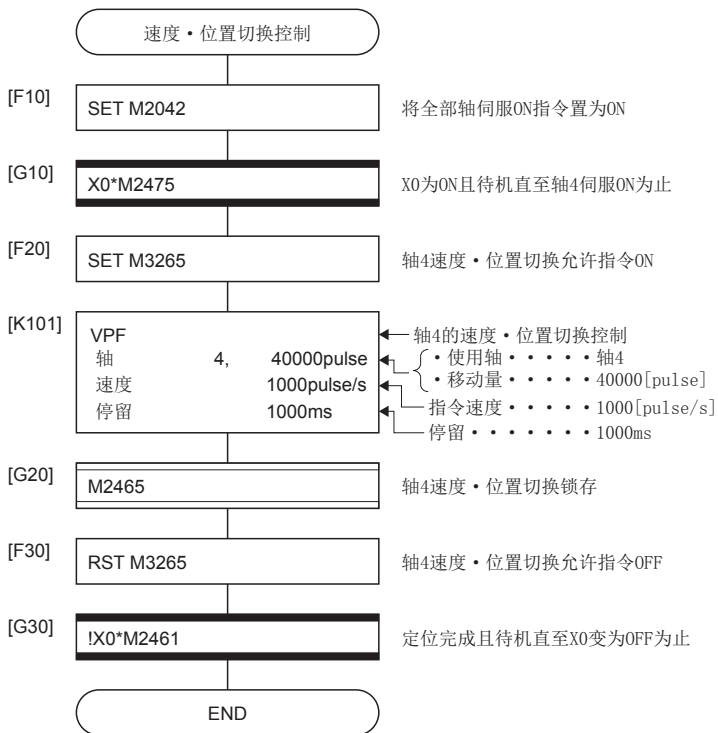 速度・位置切换控制
[F10]
SET M2042
将全部轴伺服ON指令置为ON
[G10]
X0*M2475
X0为ON且待机直至轴4伺服ON为止
[F20]
SET M3265
轴4速度・位置切换允许指令ON
[K101]
VPF
轴 4, 40000pulse
速度 1000pulse/s
停留 1000ms
轴4的速度・位置切换控制
・使用轴・・・・・轴4
・移动量・・・・・40000[pulse]
指令速度・・・・・1000[pulse/s]
停留・・・・・・・1000ms
[G20]
M2465
轴4速度・位置切换锁存
[F30]
RST M3265
轴4速度・位置切换允许指令OFF
[G30]
!X0*M2461
定位完成且待机直至X0变为OFF为止
END